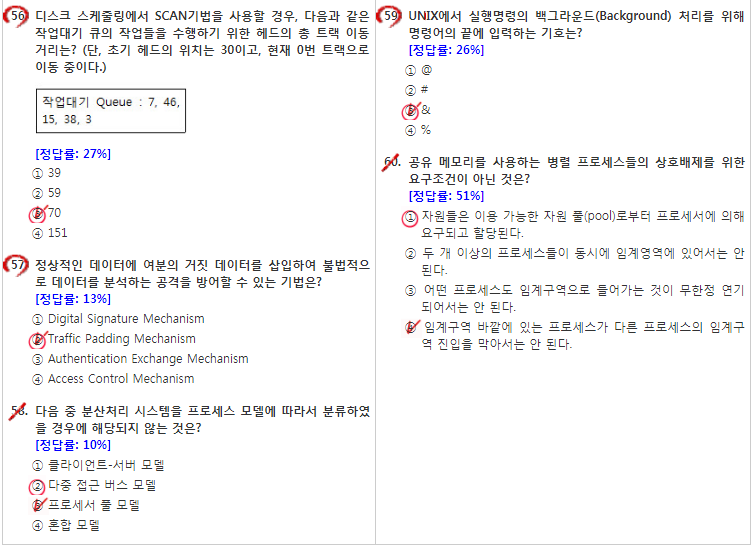 56. 디스크 스케줄링에서 SCAN기법을 사용할 경우, 다음과 같은
작업대기 큐의 작업들을 수행하기 위한 헤드의 총 트랙 이동
거리는? (단, 초기 헤드의 위치는 30이고, 현재 0번 트랙으로
이동 중이다.)
작업대기 Queue : 7, 46,
15, 38, 3
[정답률: 27%]
① 39
② 59
③ 70
④ 151
57. 정상적인 데이터에 여분의 거짓 데이터를 삽입하여 불법적으
로 데이터를 분석하는 공격을 방어할 수 있는 기법은?
[정답률: 13%]
① Digital Signature Mechanism
② Traffic Padding Mechanism
③ Authentication Exchange Mechanism
④ Access Control Mechanism
58. 다음 중 분산처리 시스템을 프로세스 모델에 따라서 분류하였
을 경우에 해당되지 않는 것은?
[정답률: 10%]
① 클라이언트-서버 모델
② 다중 접근 버스 모델
③ 프로세서 풀 모델
④ 혼합 모델
59. UNIX에서 실행명령의 백그라운드(Background) 처리를 위해
명령어의 끝에 입력하는 기호는?
[정답률: 26%]
① @
② #
③ &
④ %
60. 공유 메모리를 사용하는 병렬 프로세스들의 상호배제를 위한
요구조건이 아닌 것은?
[정답률: 51%]
① 자원들은 이용 가능한 자원 풀(pool)로부터 프로세서에 의해
요구되고 할당된다.
② 두 개 이상의 프로세스들이 동시에 임계영역에 있어서는 안
된다.
③ 어떤 프로세스도 임계구역으로 들어가는 것이 무한정 연기
되어서는 안 된다.
④ 임계구역 바깥에 있는 프로세스가 다른 프로세스의 임계구
역 진입을 막아서는 안 된다.